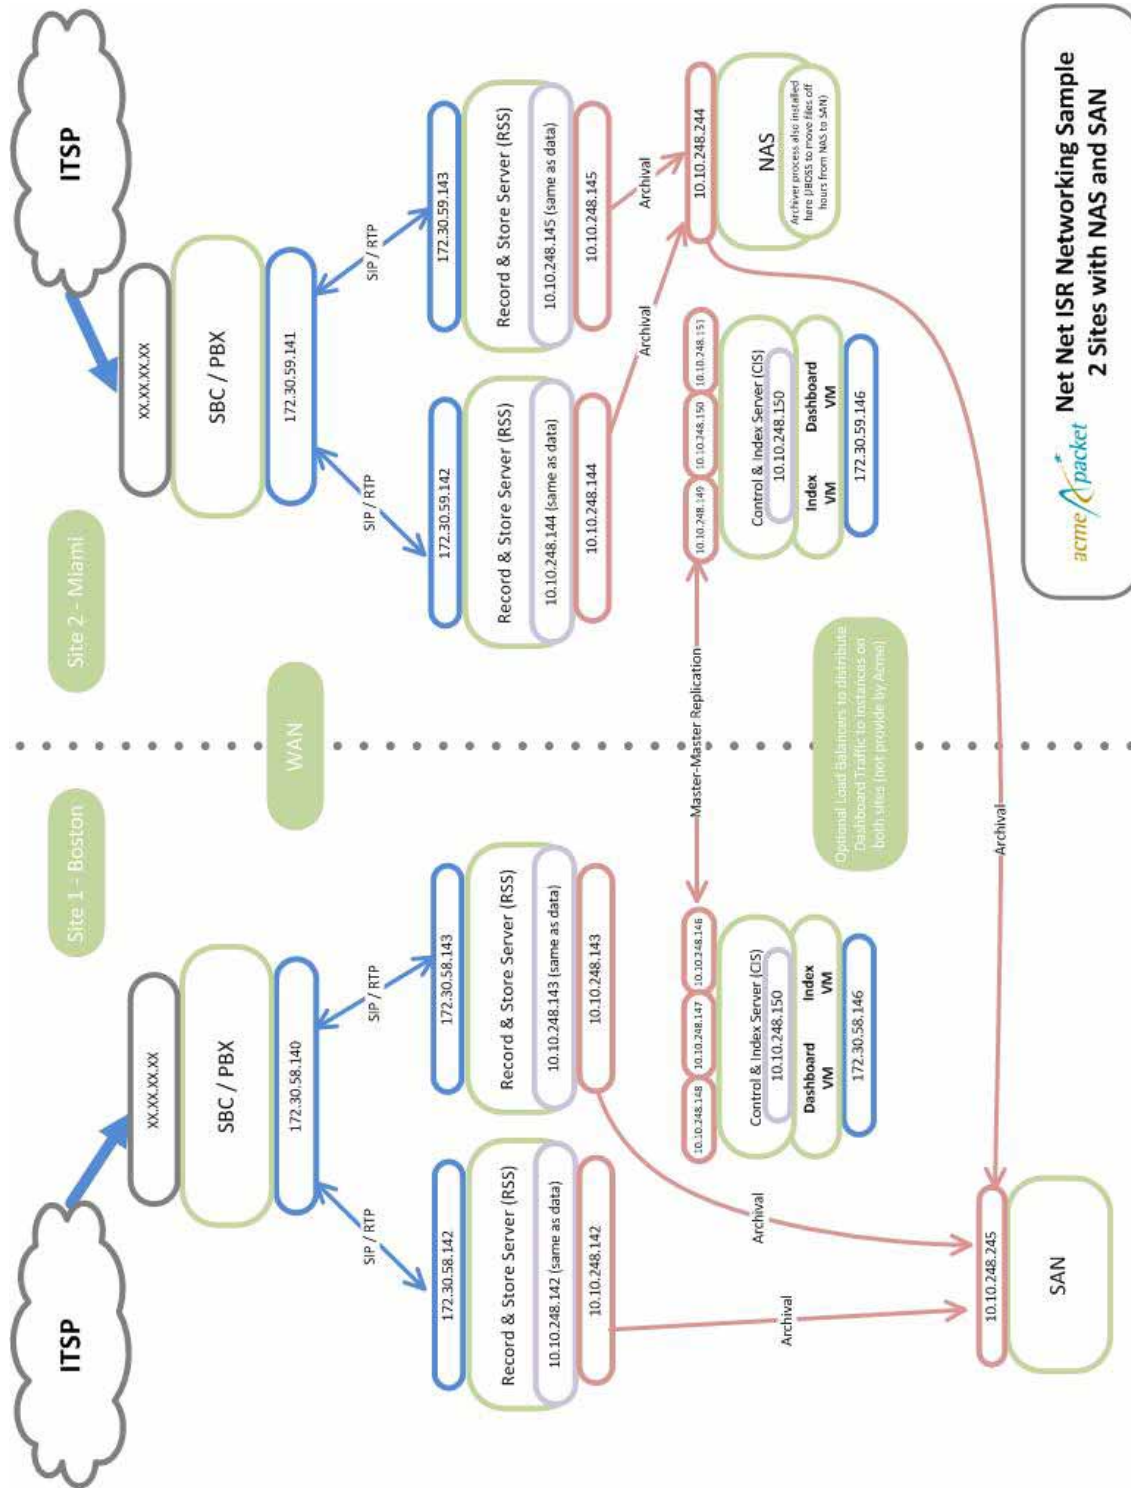 ITSP
ITSP
Site 1 - Boston
Site 2 - Miami
WAN
xx.xx.xx.xx
SBC / PBX
172.30.58.140
xx.xx.xx.xx
SBC / PBX
172.30.59.141
SIP / RTP
SIP / RTP
SIP / RTP
SIP / RTP
172.30.58.142
Record & Store Server (RSS)
10.10.248.142 (same as data)
10.10.248.142
172.30.58.143
Record & Store Server (RSS)
10.10.248.143 (same as data)
10.10.248.143
172.30.59.142
Record & Store Server (RSS)
10.10.248.144 (same as data)
10.10.248.144
172.30.59.143
Record & Store Server (RSS)
10.10.248.145 (same as data)
10.10.248.145
Archival
Archival
Archival
Archival
10.10.248.148
10.10.248.147
10.10.248.146
Control & Index Server (CIS)
10.10.248.150
Dashboard
VM
Index
VM
172.30.58.146
Master-Master Replication
10.10.248.149
10.10.248.150
10.10.248.151
Control & Index Server (CIS)
10.10.248.150
Index
VM
Dashboard
VM
172.30.59.146
10.10.248.244
NAS
Archiver process also installed
here (JBOSS to move files off
hours from NAS to SAN)
Optional Load Balancers to distribute
Dashboard Traffic to instances on
both sites (not provide by Acme)
Archival
10.10.248.245
SAN
acme packet
Net Net ISR Networking Sample
2 Sites with NAS and SAN